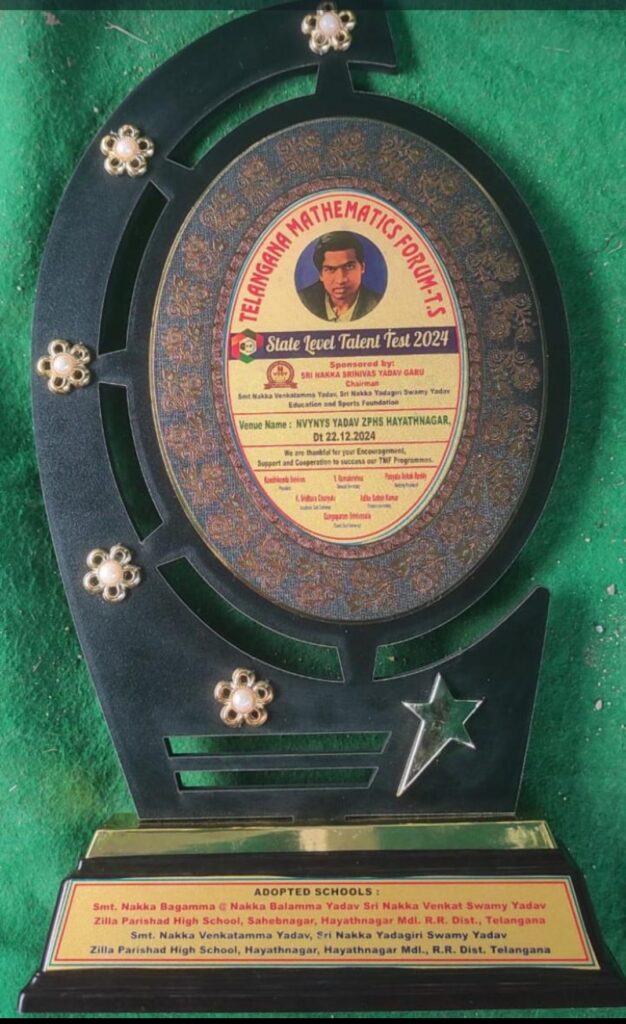 TELANGANA MATHEMATICS FORUM-T.S
State Level Talent Test 2024
Sponsored by:
SRI NAKKA SRINIVAS YADAV GARU
Chairman
Smt Nakka Venkatamma Yadav, Sri Nakka Yadagiri Swamy Yadav
Education and Sports Foundation
Venue Name : NVYNYS YADAV ZPHS HAYATHNAGAR,
Dt 22.12.2024
We are thankful for your Encouragement,
Support and Cooperation to success our TMF Programmes.
President
General Secretary
ADOPTED SCHOOLS :
Smt. Nakka Bagamma @ Nakka Balamma Yadav Sri Nakka Venkat Swamy Yadav
Zilla Parishad High School, Sahebnagar, Hayathnagar Mdl. R.R. Dist., Telangana
Smt. Nakka Venkatamma Yadav, Sri Nakka Yadagiri Swamy Yadav
Zilla Parishad High School, Hayathnagar, Hayathnagar Mdl., R.R. Dist. Telangana